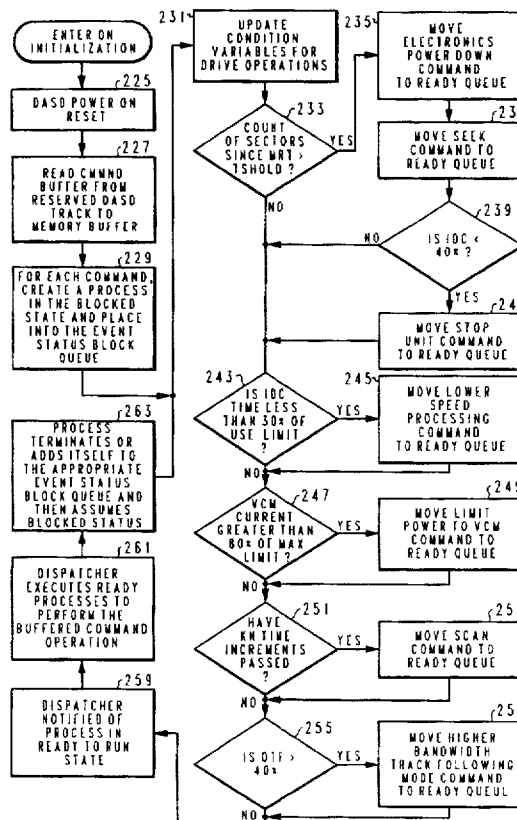 ENTER ON
INITIALIZATION
225
DASD POWER ON
RESET
227
READ CMMND
BUFFER FROM
RESERVED DASD
TRACK TO
MEMORY BUFFER
229
FOR EACH COMMAND,
CREATE A PROCESS
IN THE BLOCKED
STATE AND PLACE
INTO THE EVENT
STATUS BLOCK
QUEUE
263
PROCESS
TERMINATES OR
ADDS ITSELF TO
THE APPROPRIATE
EVENT STATUS
BLOCK QUEUE AND
THEN ASSUMES
BLOCKED STATUS
261
DISPATCHER
EXECUTES READY
PROCESSES TO
PERFORM THE
BUFFERED COMMAND
OPERATION
259
DISPATCHER
NOTIFIED OF
PROCESS IN
READY TO RUN
STATE
231
UPDATE
CONDITION
VARIABLES FOR
DRIVE OPERATIONS
233
COUNT
OF SECTORS
SINCE MRT >
TSHOLD ?
YES
NO
235
MOVE
ELECTRONICS
POWER DOWN
COMMAND
TO READY QUEUE
23
MOVE SEEK
COMMAND TO
READY QUEUE
239
IS IDC <
40% ?
NO
YES
24
MOVE STOP
UNIT COMMAND
TO READY QUEUE
243
IS IDC
TIME LESS
THAN 30% OF
USE LIMIT
?
YES
NO
245
MOVE LOWER
SPEED
PROCESSING
COMMAND
TO READY QUEUE
247
VCM
CURRENT
GREATER THAN
80% OF MAX
LIMIT?
YES
NO
249
MOVE LIMIT
POWER TO VCM
COMMAND TO
READY QUEUE
251
HAVE
KN TIME
INCREMENTS
PASSED
?
YES
NO
25
MOVE SCAN
COMMAND TO
READY QUEUE
255
IS OTF >
40%
YES
NO
25
MOVE HIGHER
BANDWIDTH
TRACK FOLLOWING
MODE COMMAND
TO READY QUEUE